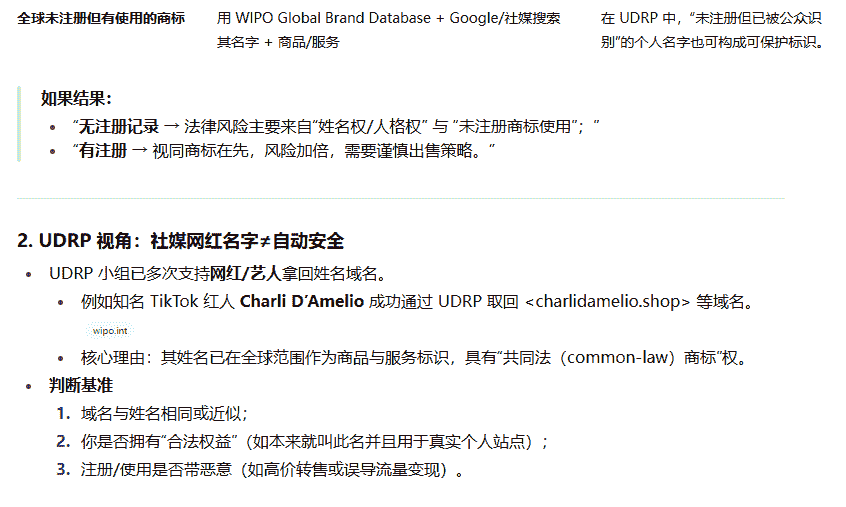 全球未注册但有使用的商标 用 WIPO Global Brand Database + Google/社媒搜索 在 UDRP 中，“未注册但已被公众识
其名字 + 商品/服务 别”的个人名字也可构成可保护标识。
如果结果：
• “无注册记录 → 法律风险主要来自“姓名权/人格权” 与 “未注册商标使用”；”
• “有注册 → 视同商标在先，风险加倍，需要谨慎出售策略。”
2. UDRP 视角：社媒网红名字≠自动安全
• UDRP 小组已多次支持网红/艺人拿回姓名域名。
• 例如知名 TikTok 红人 Charli D’Amelio 成功通过 UDRP 取回 <charlidamelio.shop> 等域名。
wipo.int
• 核心理由：其姓名已在全球范围作为商品与服务标识，具有“共同法（common-law）商标”权。
• 判断基准
1. 域名与姓名相同或近似；
2. 你是否拥有“合法权益”（如本来就叫此名并且用于真实个人站点）；
3. 注册/使用是否带恶意（如高价转售或误导流量变现）。